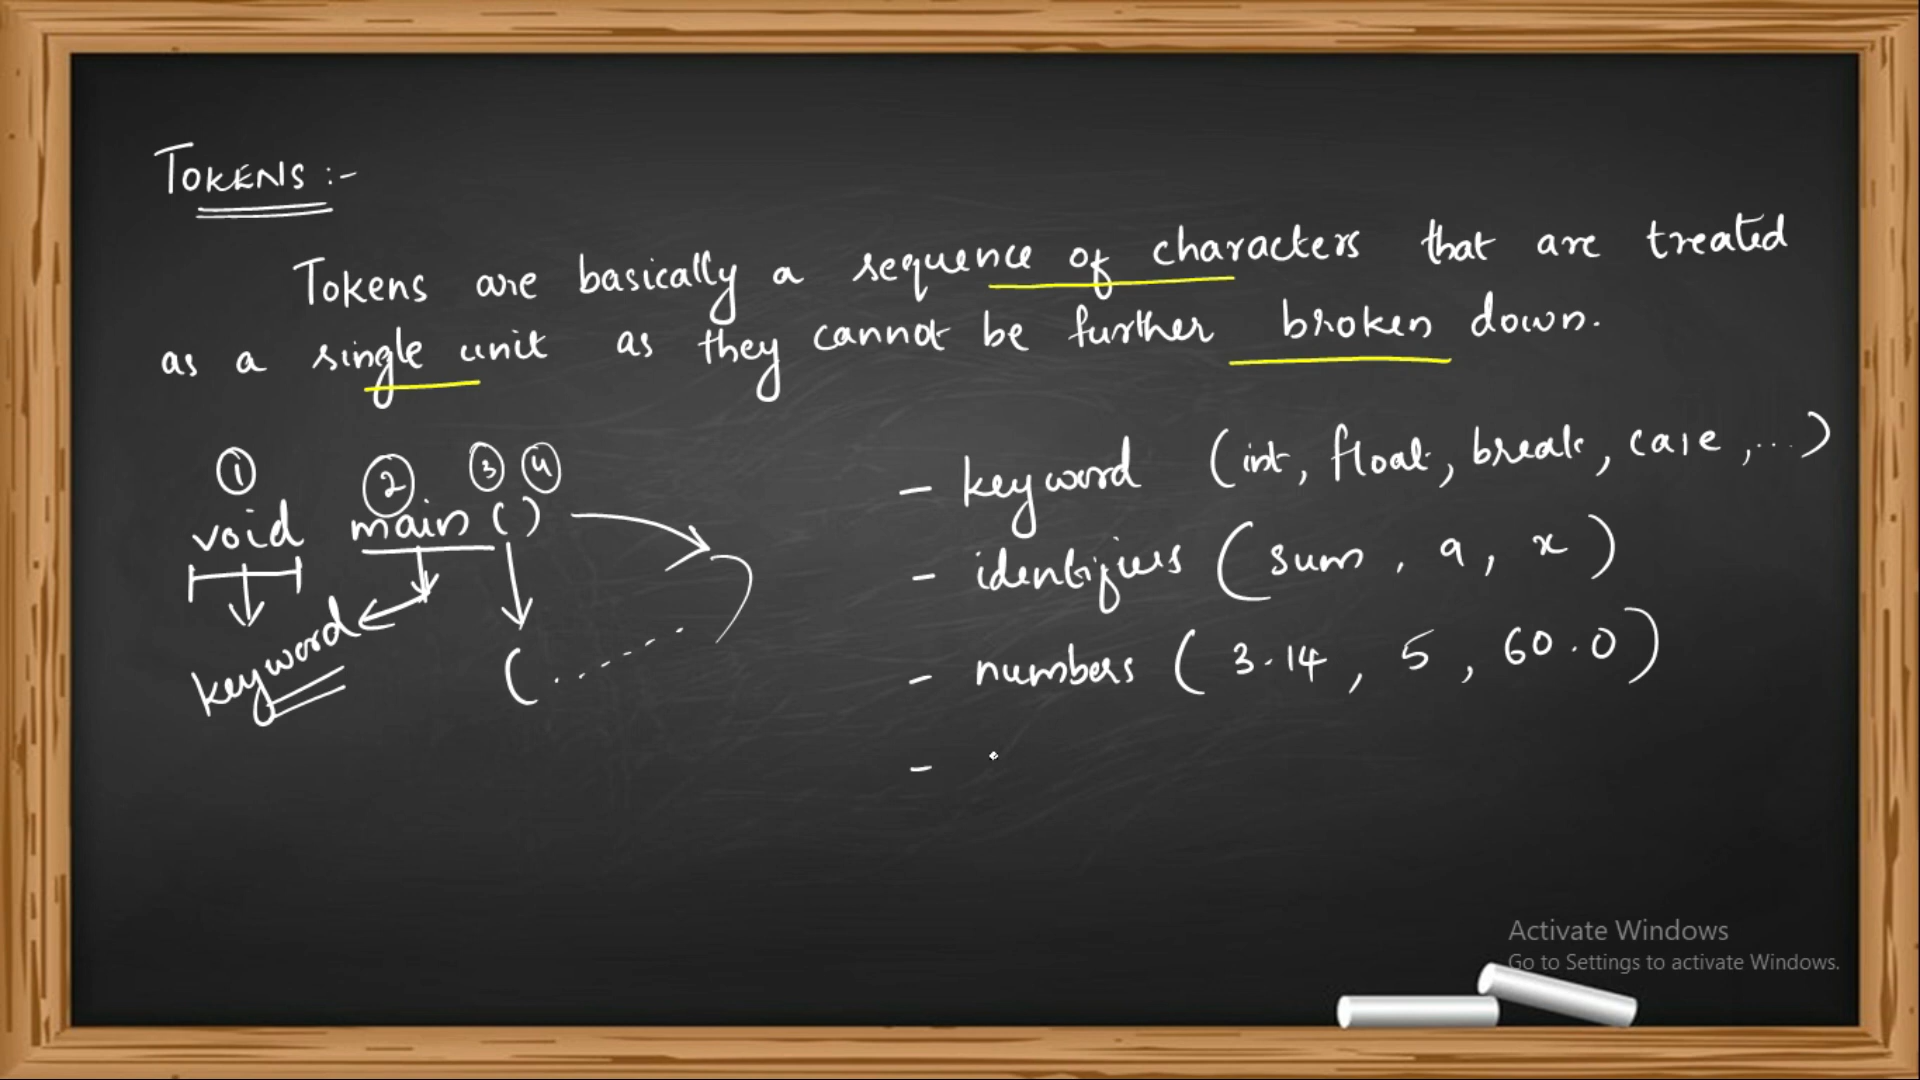 TOKENS :-
Tokens are basically a sequence of characters that are treated
as a single unit as they cannot be further broken down.
① ② ③ ④
void main ( )
keyword
( ...... )
- keyword (int, float, break, case, ...)
- identifiers (sum, a, x)
- numbers (3.14, 5, 60.0)
-
Activate Windows
Go to Settings to activate Windows.